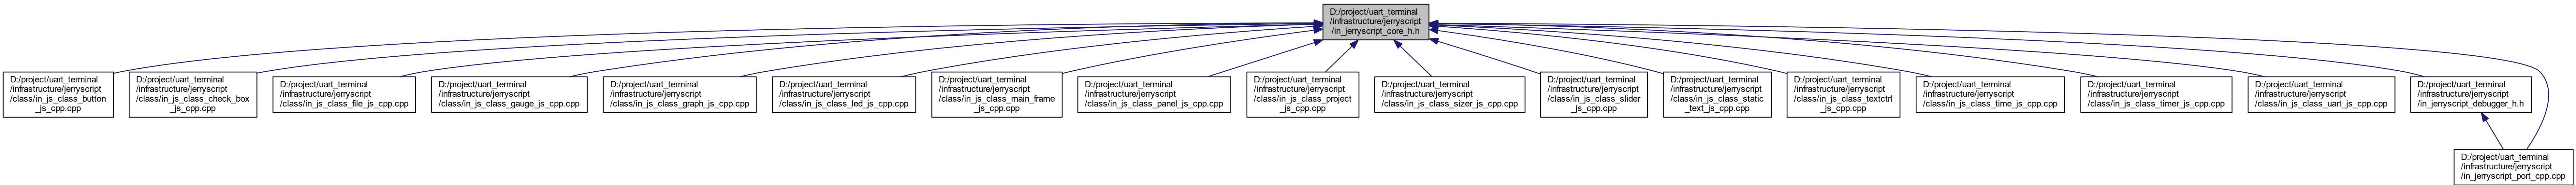 D:/project/uart_terminal
/infrastructure/jerryscript
/in_jerryscript_core_h.h
D:/project/uart_terminal
/infrastructure/jerryscript
/class/in_js_class_button
_js_cpp.cpp
D:/project/uart_terminal
/infrastructure/jerryscript
/class/in_js_class_check_box
_js_cpp.cpp
D:/project/uart_terminal
/infrastructure/jerryscript
/class/in_js_class_file_js_cpp.cpp
D:/project/uart_terminal
/infrastructure/jerryscript
/class/in_js_class_gauge_js_cpp.cpp
D:/project/uart_terminal
/infrastructure/jerryscript
/class/in_js_class_graph_js_cpp.cpp
D:/project/uart_terminal
/infrastructure/jerryscript
/class/in_js_class_led_js_cpp.cpp
D:/project/uart_terminal
/infrastructure/jerryscript
/class/in_js_class_main_frame
_js_cpp.cpp
D:/project/uart_terminal
/infrastructure/jerryscript
/class/in_js_class_panel_js_cpp.cpp
D:/project/uart_terminal
/infrastructure/jerryscript
/class/in_js_class_project
_js_cpp.cpp
D:/project/uart_terminal
/infrastructure/jerryscript
/class/in_js_class_sizer_js_cpp.cpp
D:/project/uart_terminal
/infrastructure/jerryscript
/class/in_js_class_slider
_js_cpp.cpp
D:/project/uart_terminal
/infrastructure/jerryscript
/class/in_js_class_static
_text_js_cpp.cpp
D:/project/uart_terminal
/infrastructure/jerryscript
/class/in_js_class_textctrl
_js_cpp.cpp
D:/project/uart_terminal
/infrastructure/jerryscript
/class/in_js_class_time_js_cpp.cpp
D:/project/uart_terminal
/infrastructure/jerryscript
/class/in_js_class_timer_js_cpp.cpp
D:/project/uart_terminal
/infrastructure/jerryscript
/class/in_js_class_uart_js_cpp.cpp
D:/project/uart_terminal
/infrastructure/jerryscript
/in_jerryscript_debugger_h.h
D:/project/uart_terminal
/infrastructure/jerryscript
/in_jerryscript_port_cpp.cpp